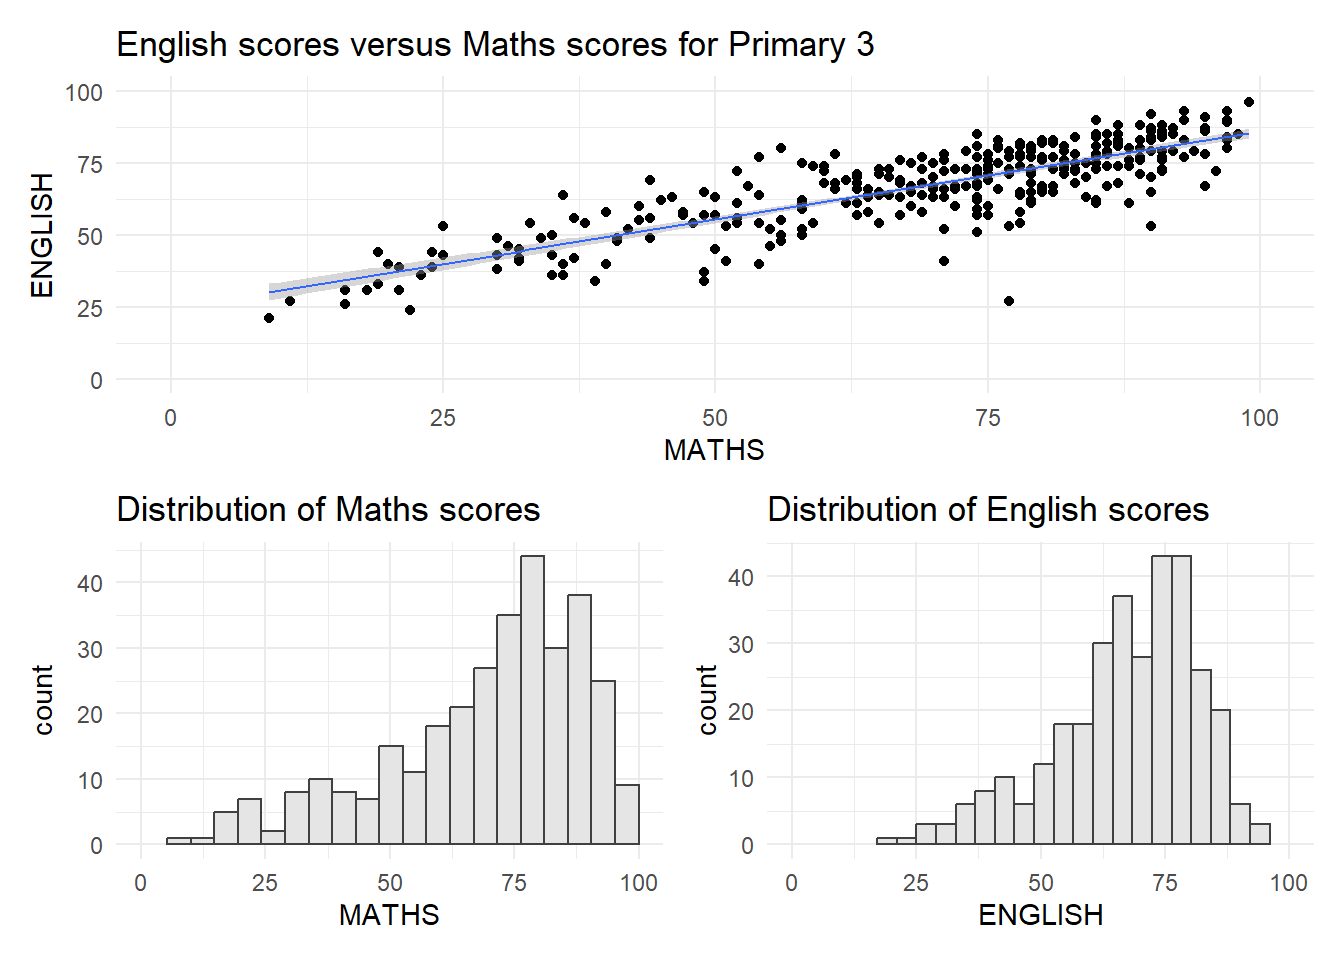 English scores versus Maths scores for Primary 3
100
75
50
25
0
ENGLISH
0 25 50 75 100
MATHS
Distribution of Maths scores
40
30
20
10
0
count
0 25 50 75 100
MATHS
Distribution of English scores
40
30
20
10
0
count
0 25 50 75 100
ENGLISH